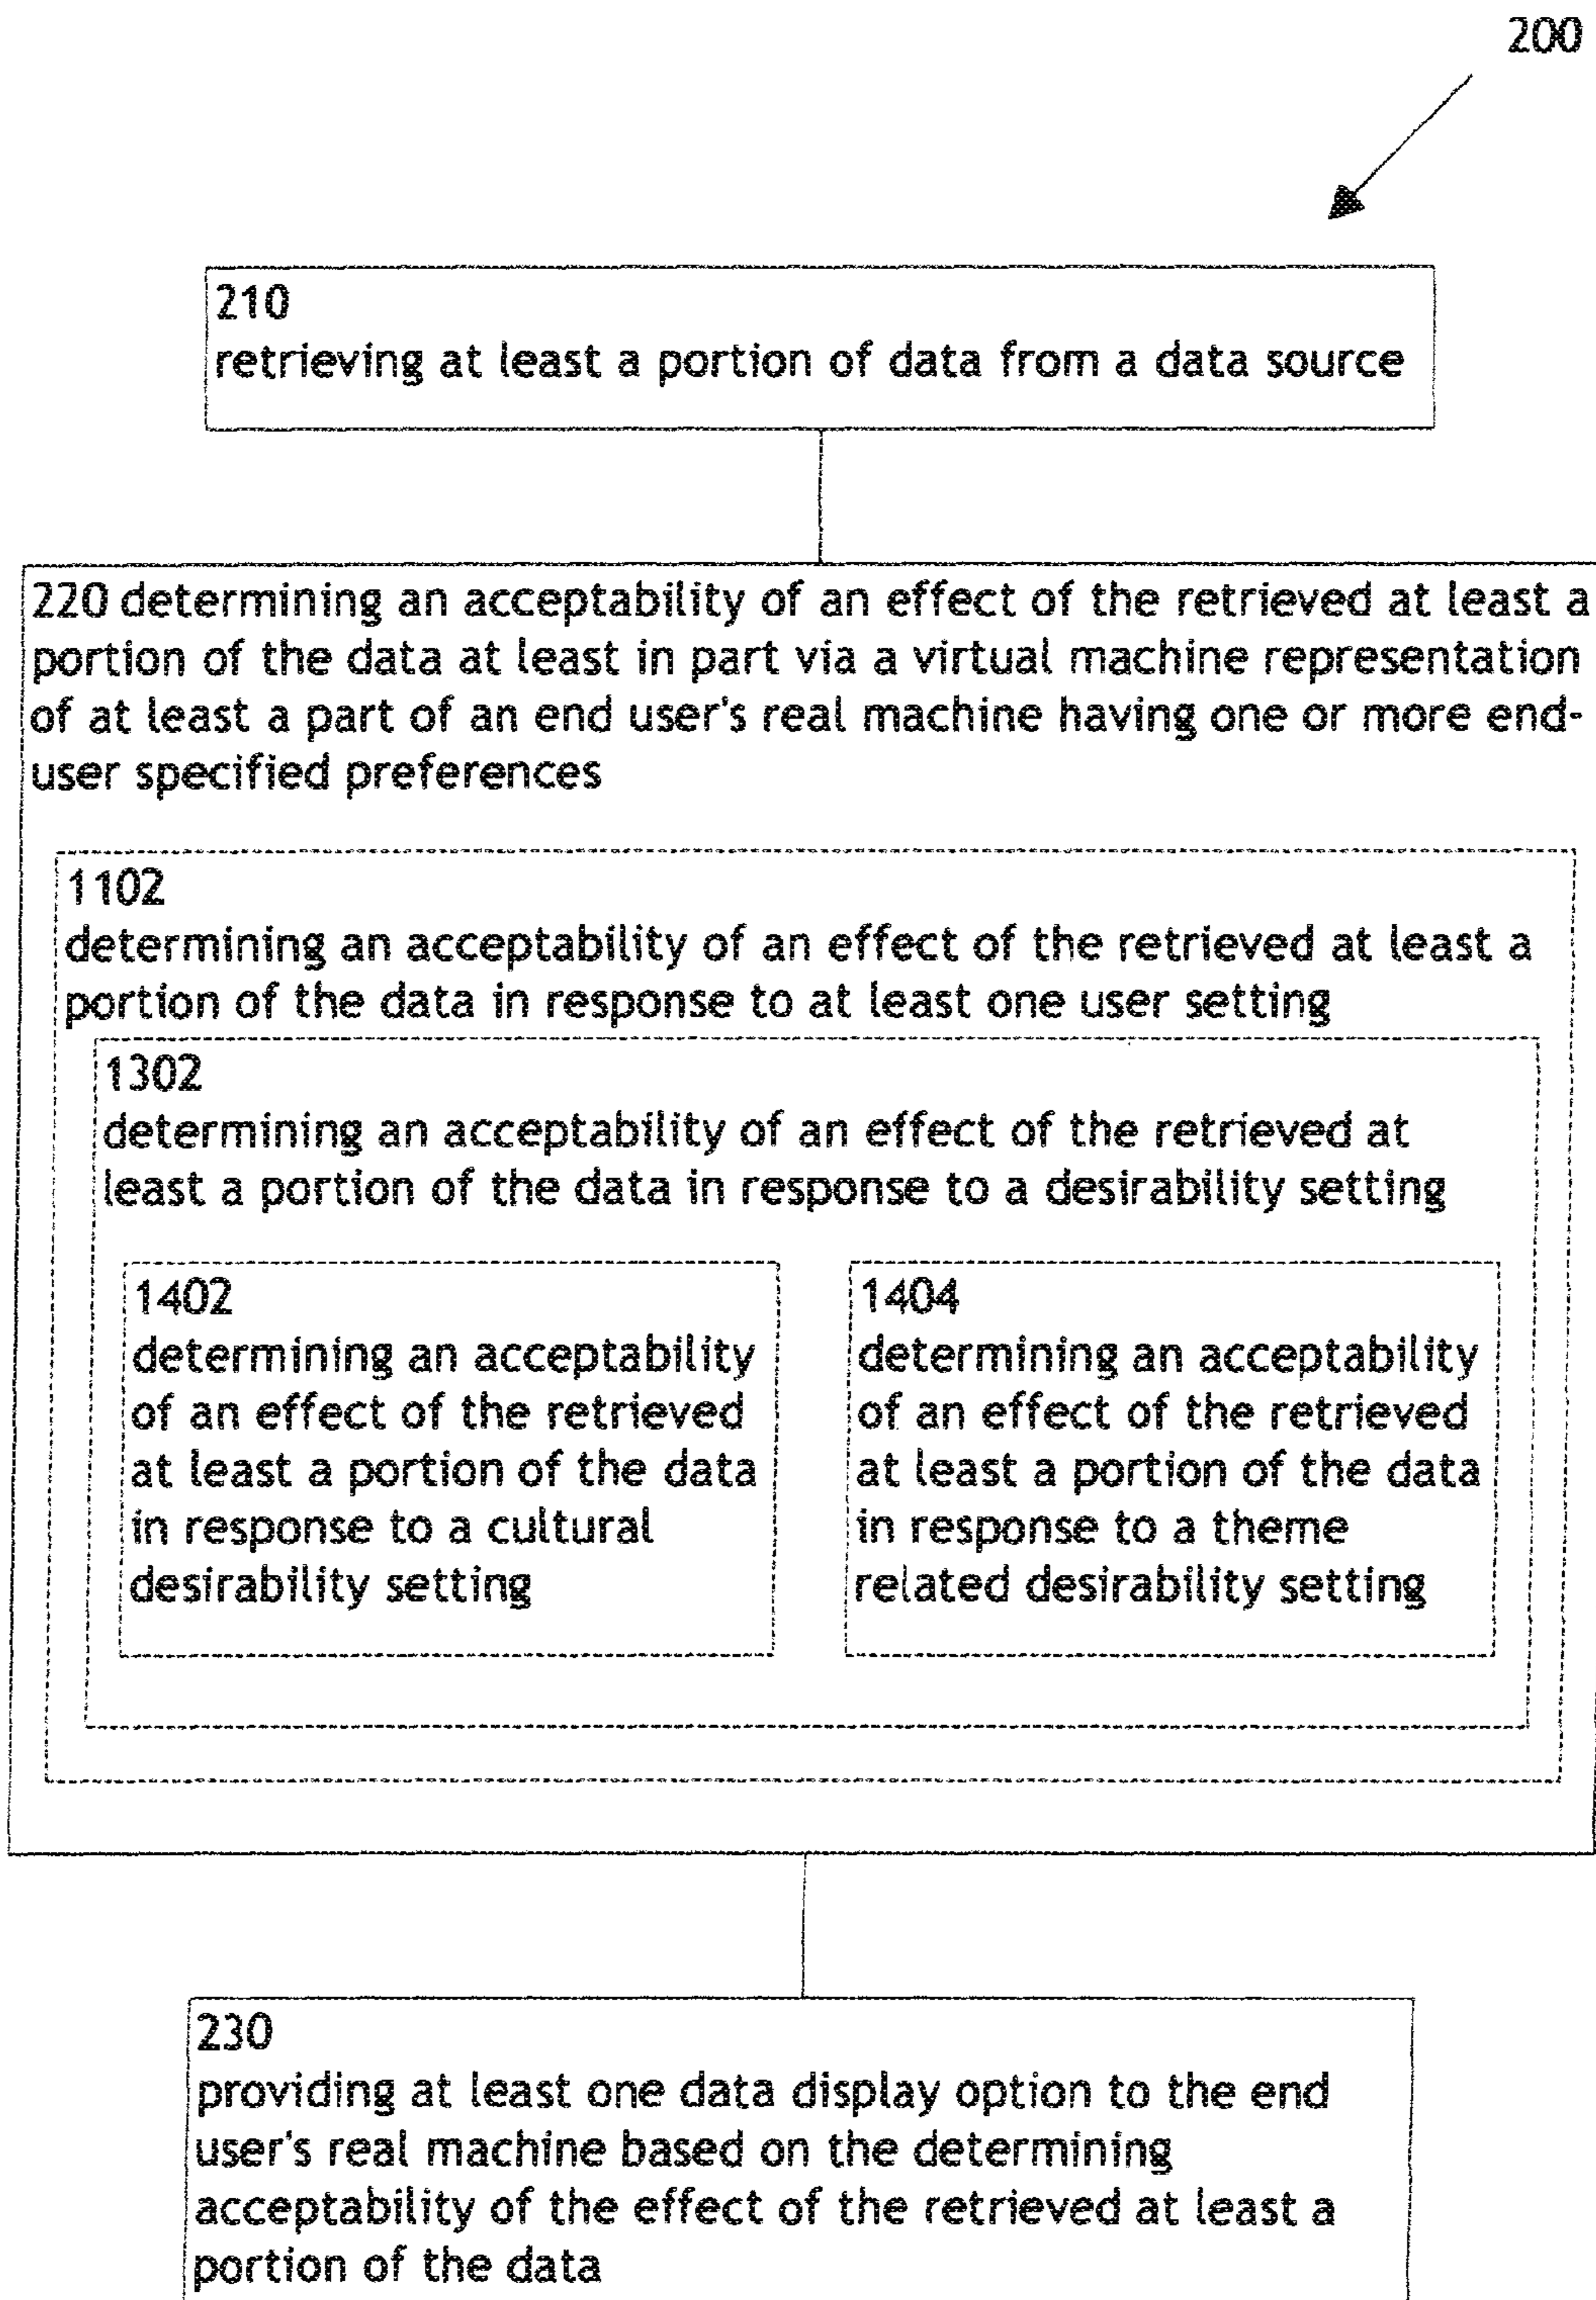 200
210
retrieving at least a portion of data from a data source
220 determining an acceptability of an effect of the retrieved at least a
portion of the data at least in part via a virtual machine representation
of at least a part of an end user's real machine having one or more end-
user specified preferences
1102
determining an acceptability of an effect of the retrieved at least a
portion of the data in response to at least one user setting
1302
determining an acceptability of an effect of the retrieved at
least a portion of the data in response to a desirability setting
1402
determining an acceptability
of an effect of the retrieved
at least a portion of the data
in response to a cultural
desirability setting
1404
determining an acceptability
of an effect of the retrieved
at least a portion of the data
in response to a theme
related desirability setting
230
providing at least one data display option to the end
user's real machine based on the determining
acceptability of the effect of the retrieved at least a
portion of the data